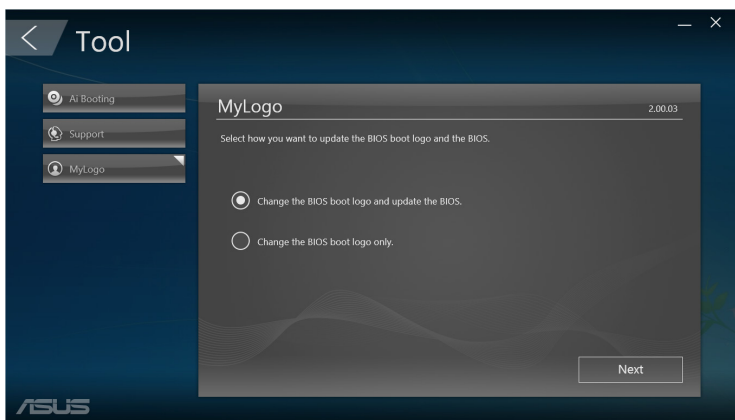 Tool
Ai Booting
Support
MyLogo
MyLogo
2.00.03
Select how you want to update the BIOS boot logo and the BIOS.
Change the BIOS boot logo and update the BIOS.
Change the BIOS boot logo only.
Next
ASUS